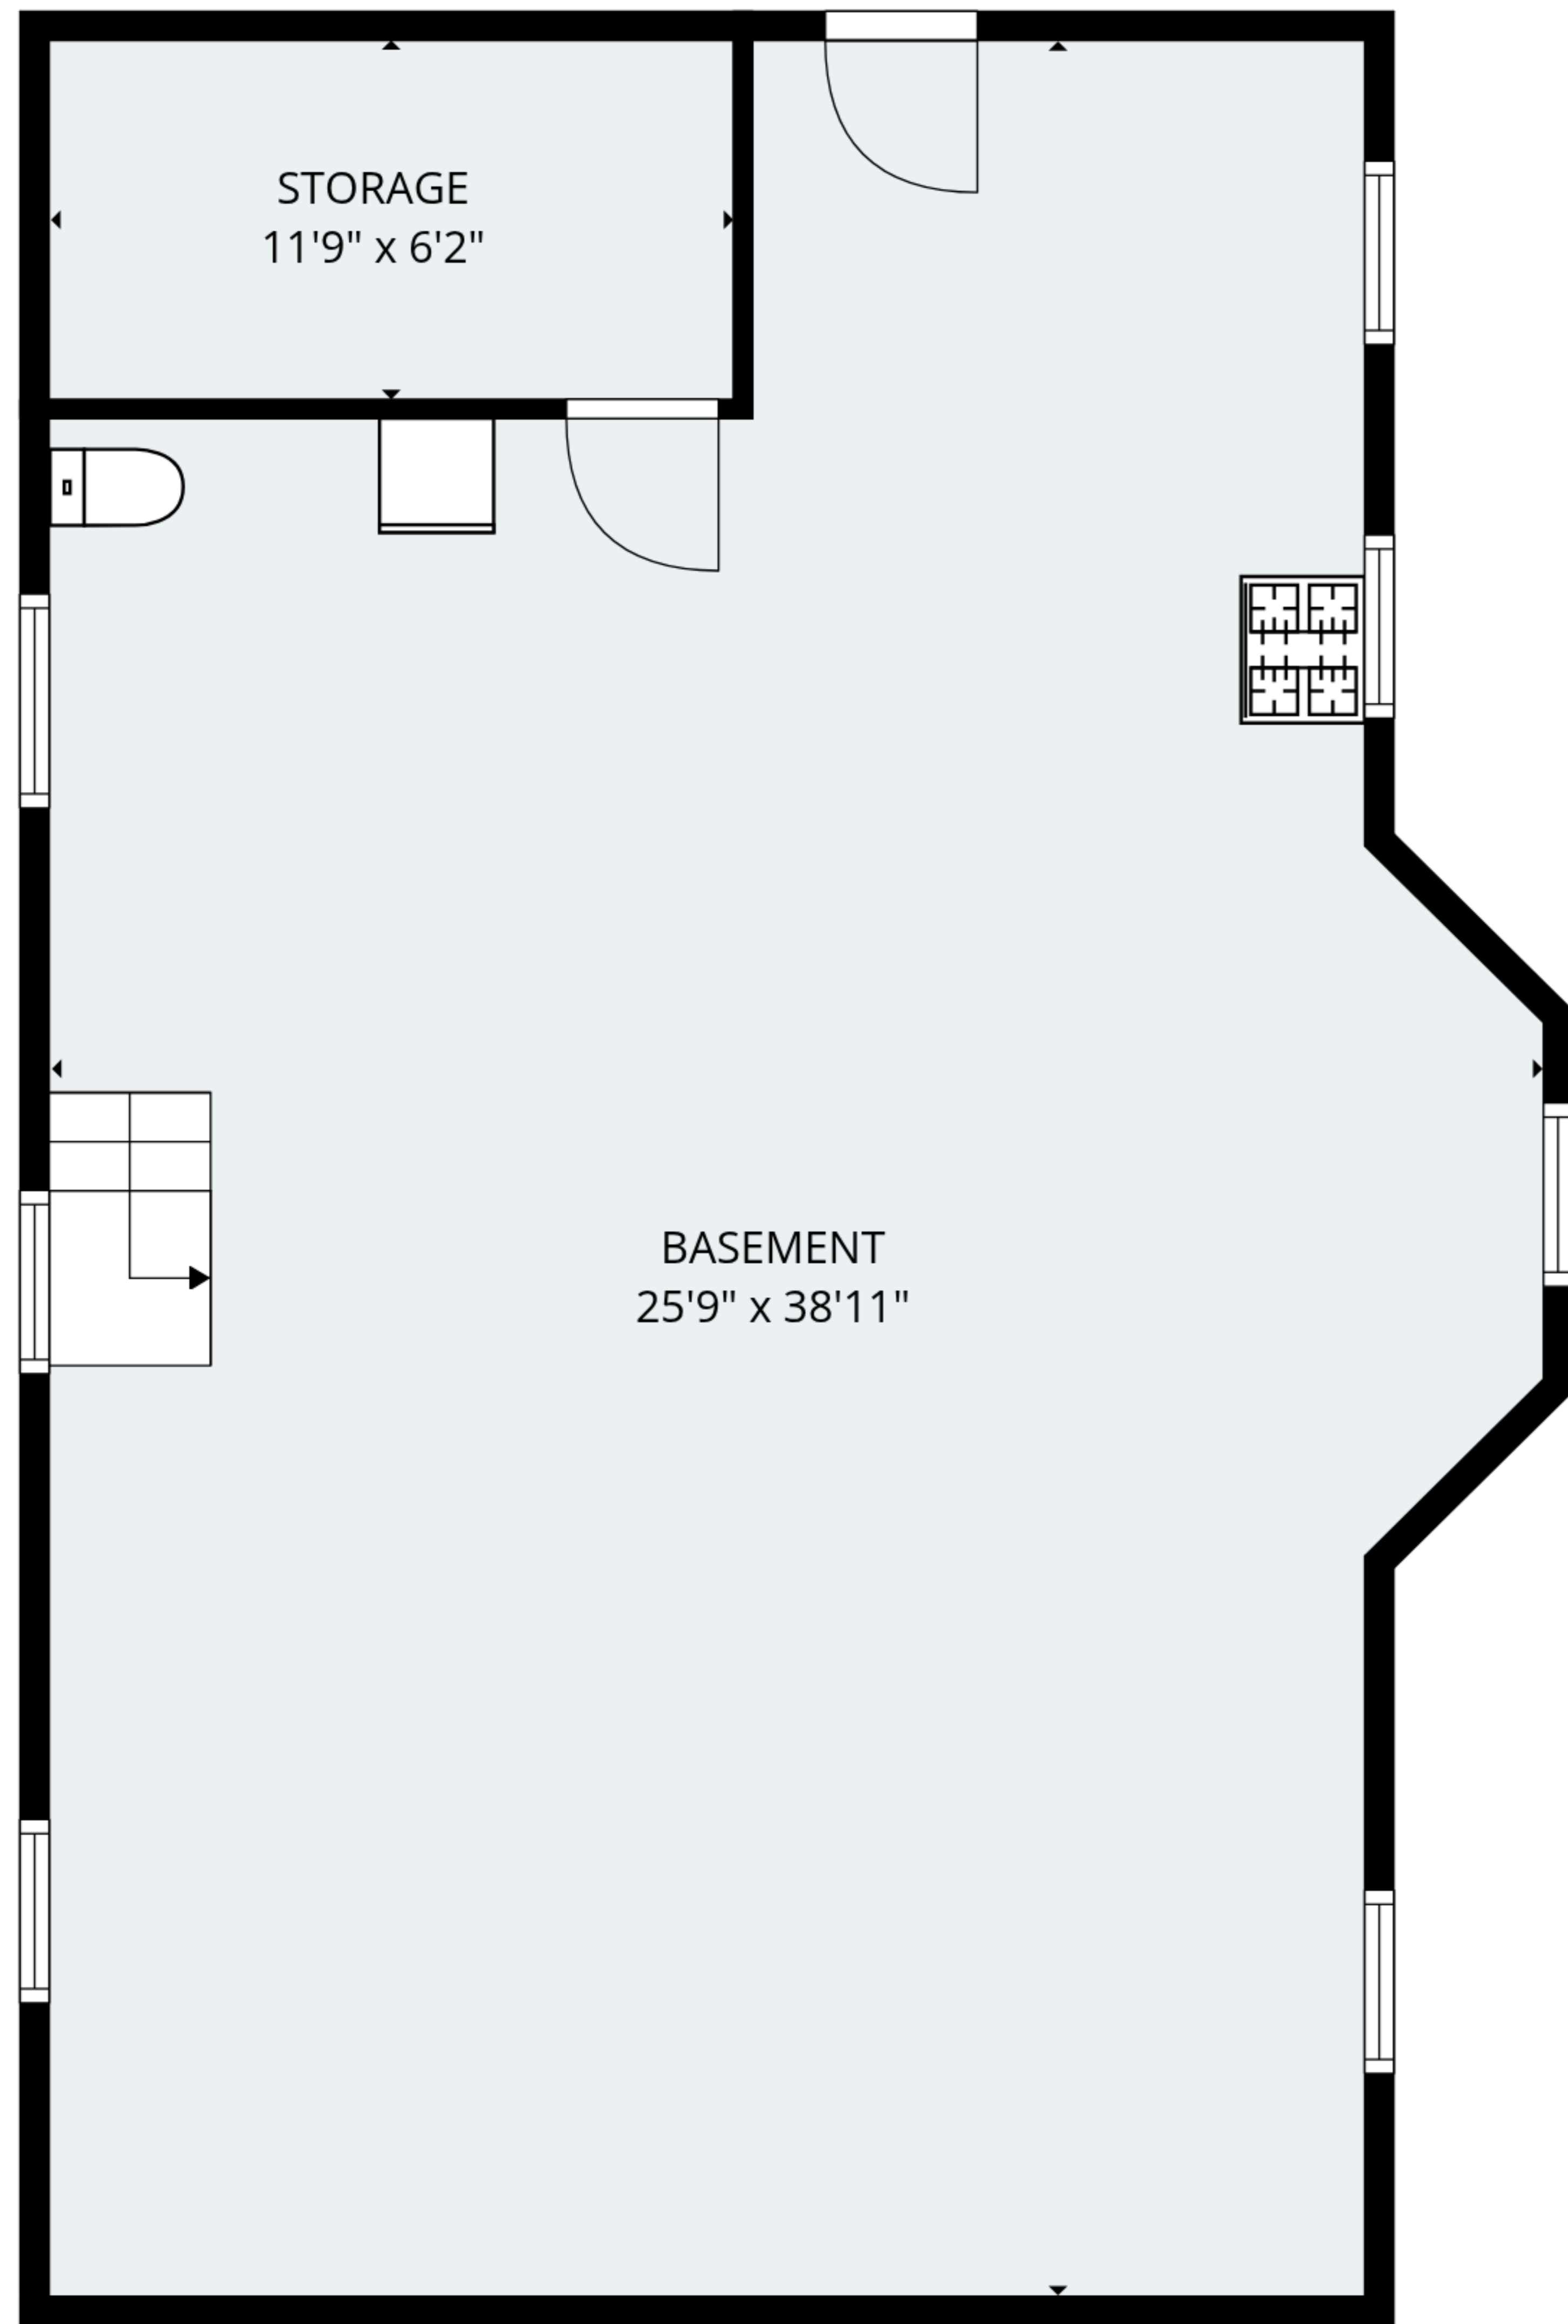 STORAGE
11'9" x 6'2"
BASEMENT
25'9" x 38'11"